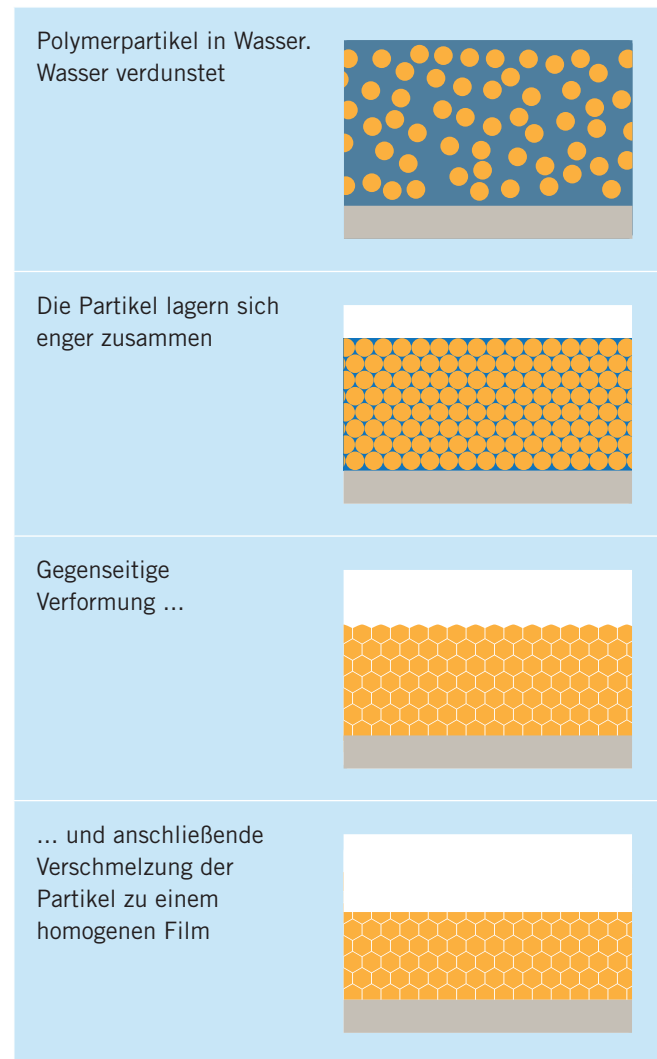 Polymerpartikel in Wasser.
Wasser verdunstet
Die Partikel lagern sich
enger zusammen
Gegenseitige
Verformung ...
... und anschließende
Verschmelzung der
Partikel zu einem
homogenen Film